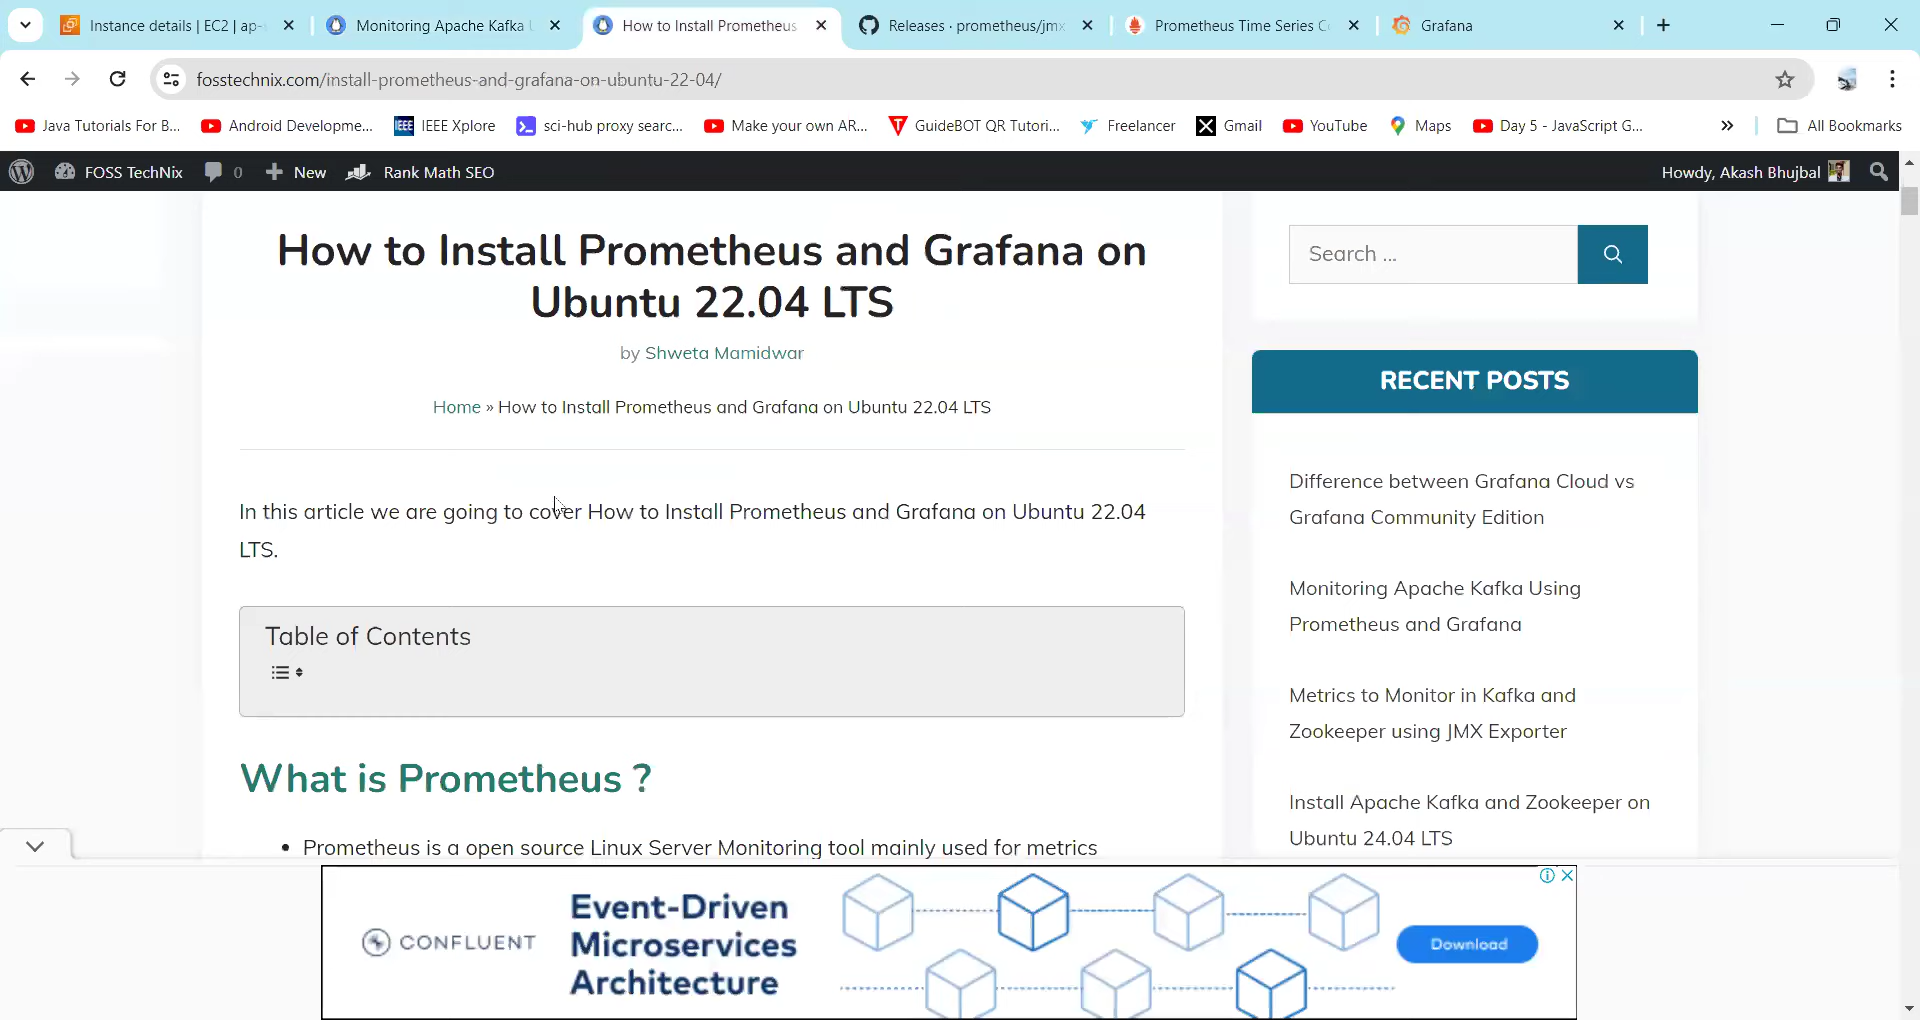 Instance details | EC2 | ap-
Monitoring Apache Kafka U
How to Install Prometheus
Releases · prometheus/jmx
Prometheus Time Series Co
Grafana
fosstechnix.com/install-prometheus-and-grafana-on-ubuntu-22-04/
Java Tutorials For B...
Android Developme...
IEEE
IEEE Xplore
sci-hub proxy searc...
Make your own AR...
GuideBOT QR Tutori...
Freelancer
Gmail
YouTube
Maps
Day 5 - JavaScript G...
All Bookmarks
FOSS TechNix
0
New
Rank Math SEO
Howdy, Akash Bhujbal
How to Install Prometheus and Grafana on
Ubuntu 22.04 LTS
by Shweta Mamidwar
Home » How to Install Prometheus and Grafana on Ubuntu 22.04 LTS
In this article we are going to cover How to Install Prometheus and Grafana on Ubuntu 22.04
LTS.
Table of Contents
What is Prometheus ?
• Prometheus is a open source Linux Server Monitoring tool mainly used for metrics
Search ...
RECENT POSTS
Difference between Grafana Cloud vs
Grafana Community Edition
Monitoring Apache Kafka Using
Prometheus and Grafana
Metrics to Monitor in Kafka and
Zookeeper using JMX Exporter
Install Apache Kafka and Zookeeper on
Ubuntu 24.04 LTS
CONFLUENT
Event-Driven
Microservices
Architecture
Download